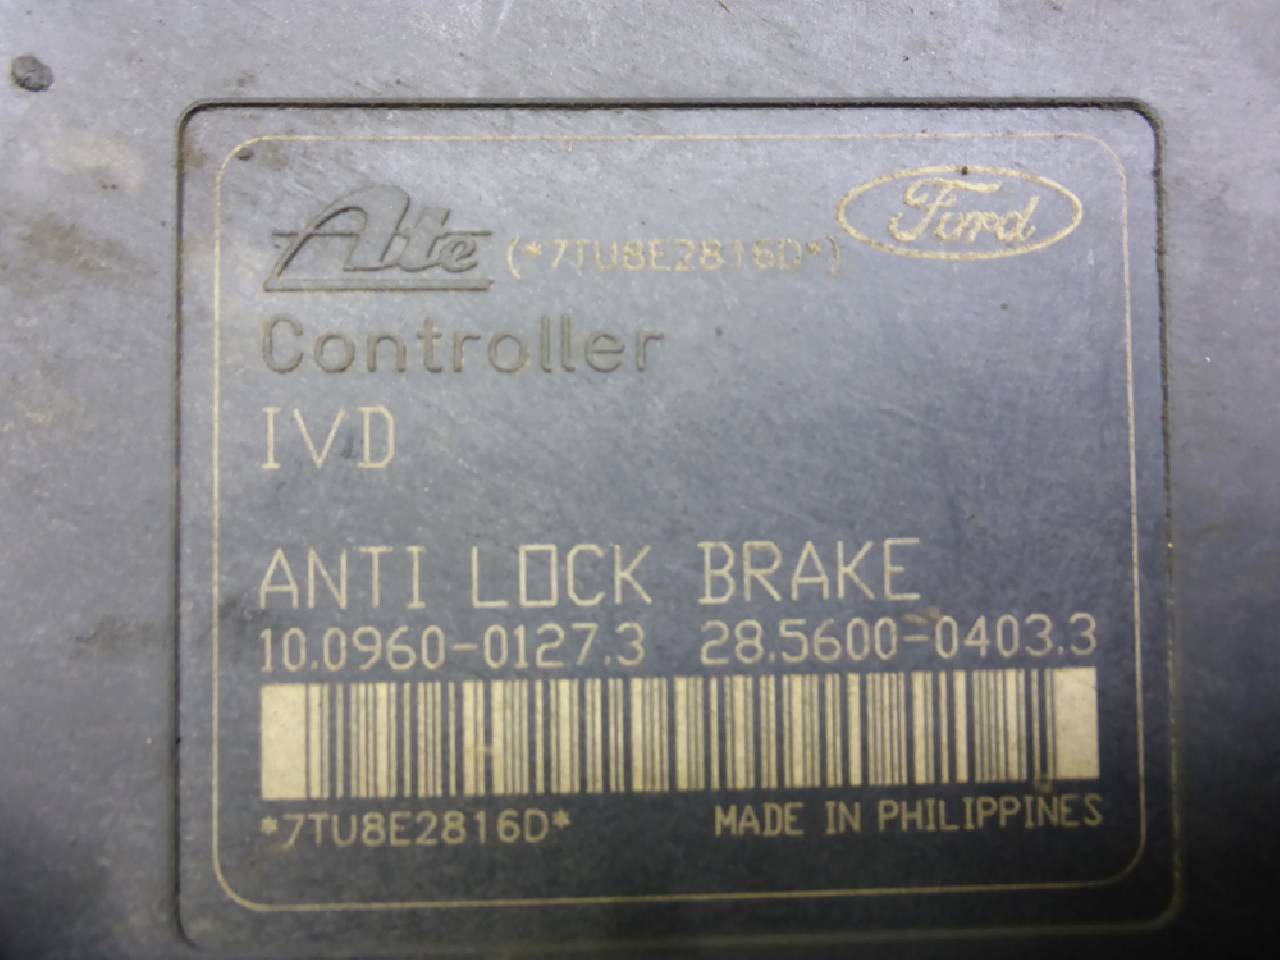 Ate (*7TU8E2816D*) Ford
Controller
IVD
ANTI LOCK BRAKE
10.0960-0127.3 28.5600-0403.3
*7TU8E2816D* MADE IN PHILIPPINES